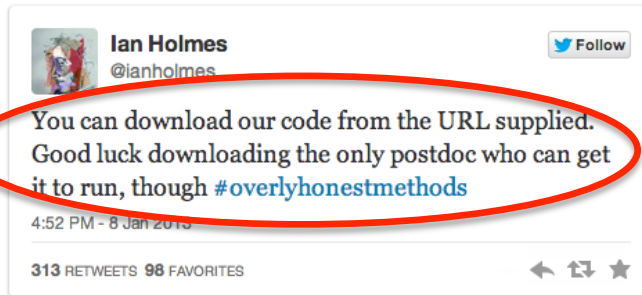 Ian Holmes
Follow
@ianholmes
You can download our code from the URL supplied.
Good luck downloading the only postdoc who can get
it to run, though #overlyhonestmethods
4:52 PM - 8 Jan 2013
313 RETWEETS 98 FAVORITES